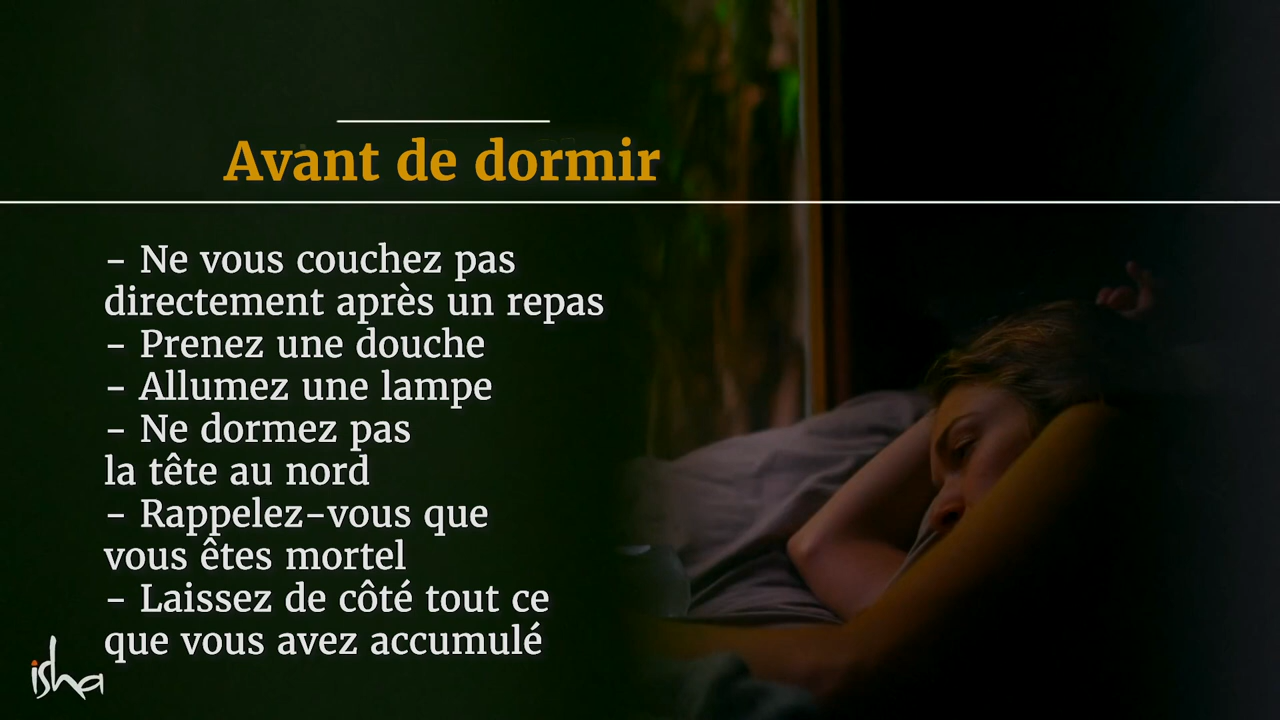 Avant de dormir
– Ne vous couchez pas
directement après un repas
– Prenez une douche
– Allumez une lampe
– Ne dormez pas
la tête au nord
– Rappelez-vous que
vous êtes mortel
– Laissez de côté tout ce
que vous avez accumulé
isha